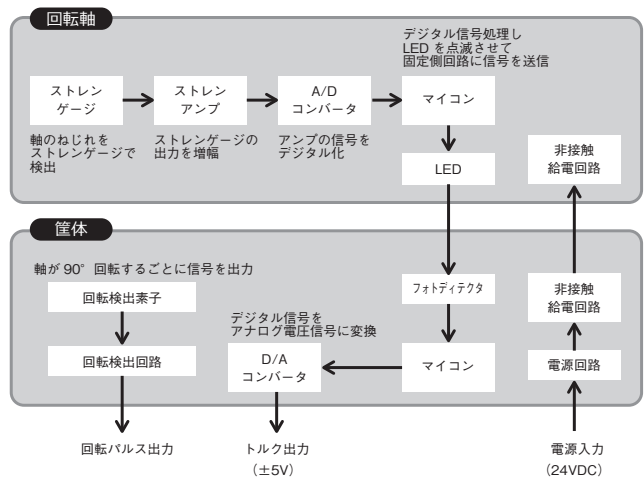 回転軸
デジタル信号処理し
LED を点滅させて
固定側回路に信号を送信
ストレン
ゲージ
ストレン
アンプ
A/D
コンバータ
マイコン
軸のねじれを
ストレンゲージで
検出
ストレンゲージの
出力を増幅
アンプの信号を
デジタル化
LED
非接触
給電回路
筐体
軸が 90°回転するごとに信号を出力
回転検出素子
回転検出回路
デジタル信号を
アナログ電圧信号に変換
D/A
コンバータ
フォトディテクタ
マイコン
非接触
給電回路
電源回路
回転パルス出力
トルク出力
（±5V）
電源入力
（24VDC）